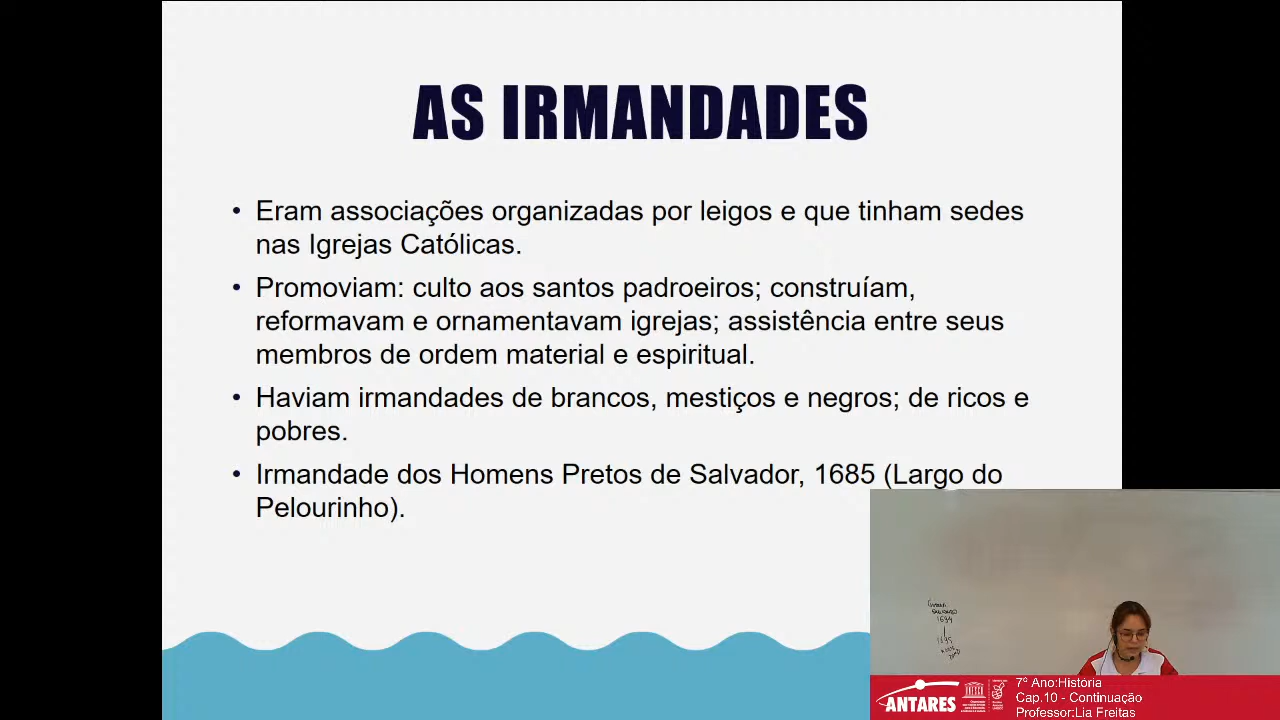 AS IRMANDADES
• Eram associações organizadas por leigos e que tinham sedes
nas Igrejas Católicas.
• Promoviam: culto aos santos padroeiros; construíam,
reformavam e ornamentavam igrejas; assistência entre seus
membros de ordem material e espiritual.
• Haviam irmandades de brancos, mestiços e negros; de ricos e
pobres.
• Irmandade dos Homens Pretos de Salvador, 1685 (Largo do
Pelourinho).
1694
ANTARES
7º Ano:História
Cap.10 - Continuação
Professor:Lia Freitas